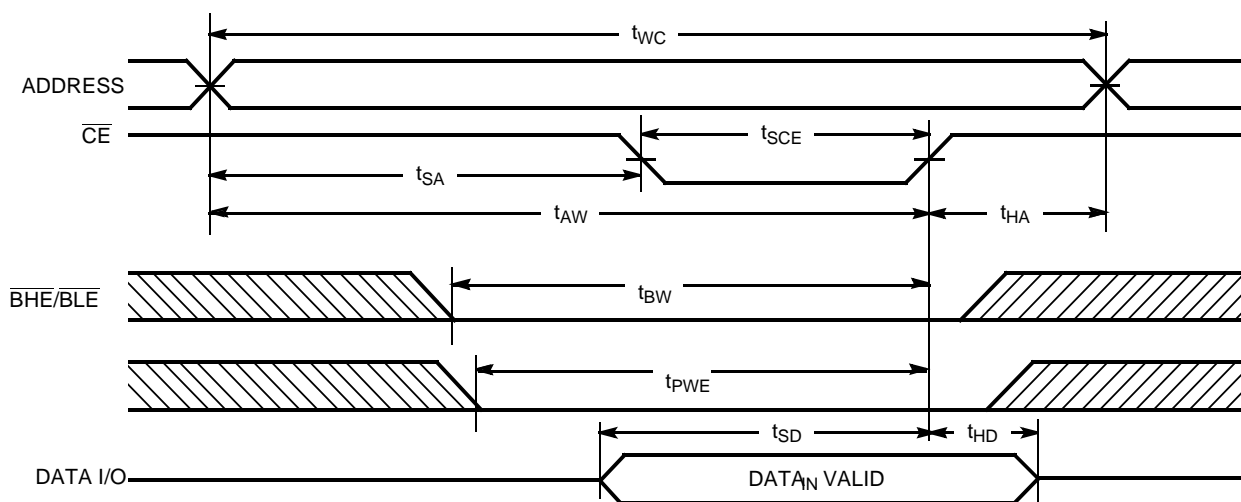 tWC
ADDRESS
CE
tSCE
tSA
tAW
tHA
BHE/BLE
tBW
tPWE
tSD
tHD
DATA I/O
DATAIN VALID